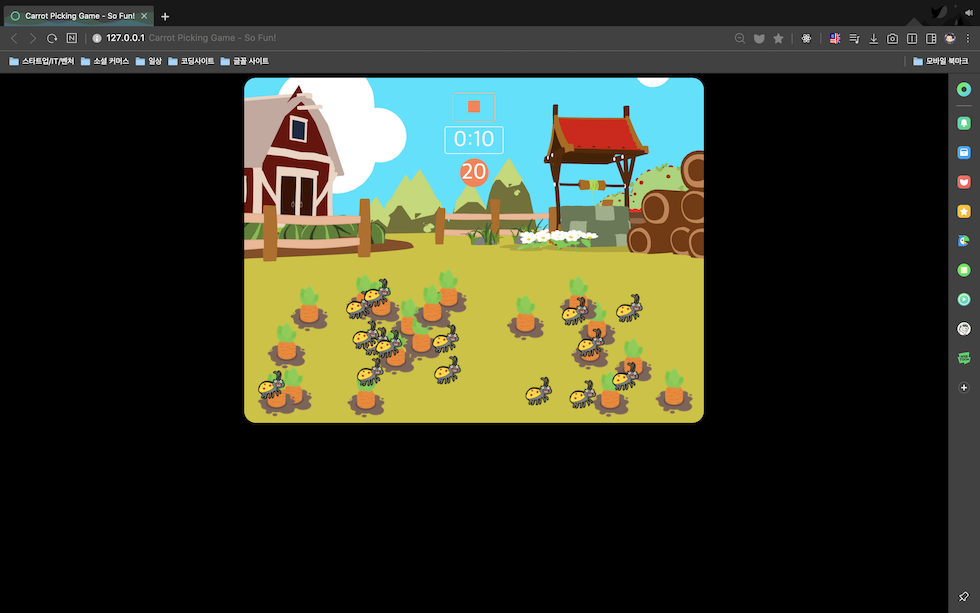 Carrot Picking Game - So Fun!
127.0.0.1 Carrot Picking Game - So Fun!
스타트업/IT/벤처 소셜 커머스 일상 코딩사이트 글꼴 사이트 모바일 북마크
0:10
20